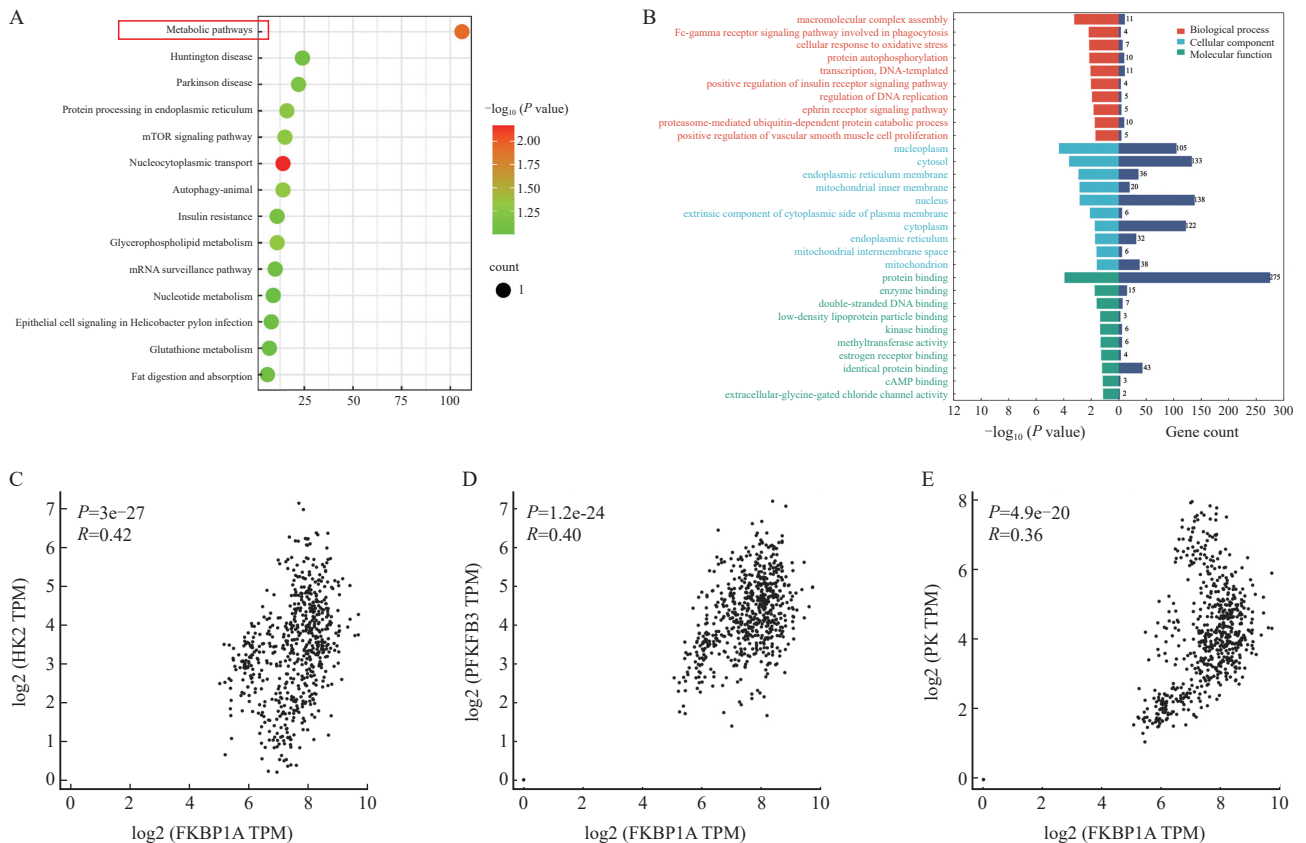 A
Metabolic pathways
Huntington disease
Parkinson disease
Protein processing in endoplasmic reticulum
mTOR signaling pathway
Nucleocytoplasmic transport
Autophagy-animal
Insulin resistance
Glycerophospholipid metabolism
mRNA surveillance pathway
Nucleotide metabolism
Epithelial cell signaling in Helicobacter pylon infection
Glutathione metabolism
Fat digestion and absorption
25 50 75 100
−log10 (P value)
2.00
1.75
1.50
1.25
count
1
B
macromolecular complex assembly 11
Fc-gamma receptor signaling pathway involved in phagocytosis 4
cellular response to oxidative stress 7
protein autophosphorylation 10
transcription, DNA-templated 11
positive regulation of insulin receptor signaling pathway 4
regulation of DNA replication 5
ephrin receptor signaling pathway 5
proteasome-mediated ubiquitin-dependent protein catabolic process 10
positive regulation of vascular smooth muscle cell proliferation 5
nucleoplasm 105
cytosol 133
endoplasmic reticulum membrane 36
mitochondrial inner membrane 20
nucleus 138
extrinsic component of cytoplasmic side of plasma membrane 6
cytoplasm 122
endoplasmic reticulum 32
mitochondrial intermembrane space 6
mitochondrion 38
protein binding 275
enzyme binding 15
double-stranded DNA binding 7
low-density lipoprotein particle binding 3
kinase binding 6
methyltransferase activity 6
estrogen receptor binding 4
identical protein binding 43
cAMP binding 3
extracellular-glycine-gated chloride channel activity 2
12 10 8 6 4 2 0 50 100 150 200 250 300
−log10 (P value) Gene count
Biological process
Cellular component
Molecular function
C
P=3e−27
R=0.42
log2 (HK2 TPM)
7
6
5
4
3
2
1
0
0 2 4 6 8 10
log2 (FKBP1A TPM)
D
P=1.2e-24
R=0.40
log2 (PFKFB3 TPM)
7
6
5
4
3
2
1
0
0 2 4 6 8 10
log2 (FKBP1A TPM)
E
P=4.9e−20
R=0.36
log2 (PK TPM)
8
6
4
2
0
0 2 4 6 8 10
log2 (FKBP1A TPM)